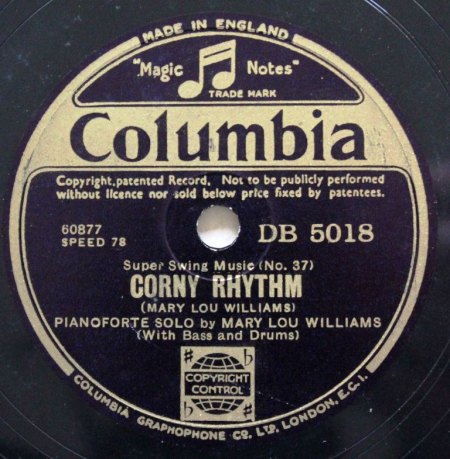 MADE IN ENGLAND
"Magic Notes"
TRADE MARK
Columbia
Copyright, patented Record, Not to be publicly performed
without licence nor sold below price fixed by patentees.
60877
SPEED 78
DB 5018
Super Swing Music (No. 37)
CORNY RHYTHM
(MARY LOU WILLIAMS)
PIANOFORTE SOLO by MARY LOU WILLIAMS
(With Bass and Drums)
COPYRIGHT
CONTROL
COLUMBIA GRAPHOPHONE Co. LTD. LONDON, E.C.1.